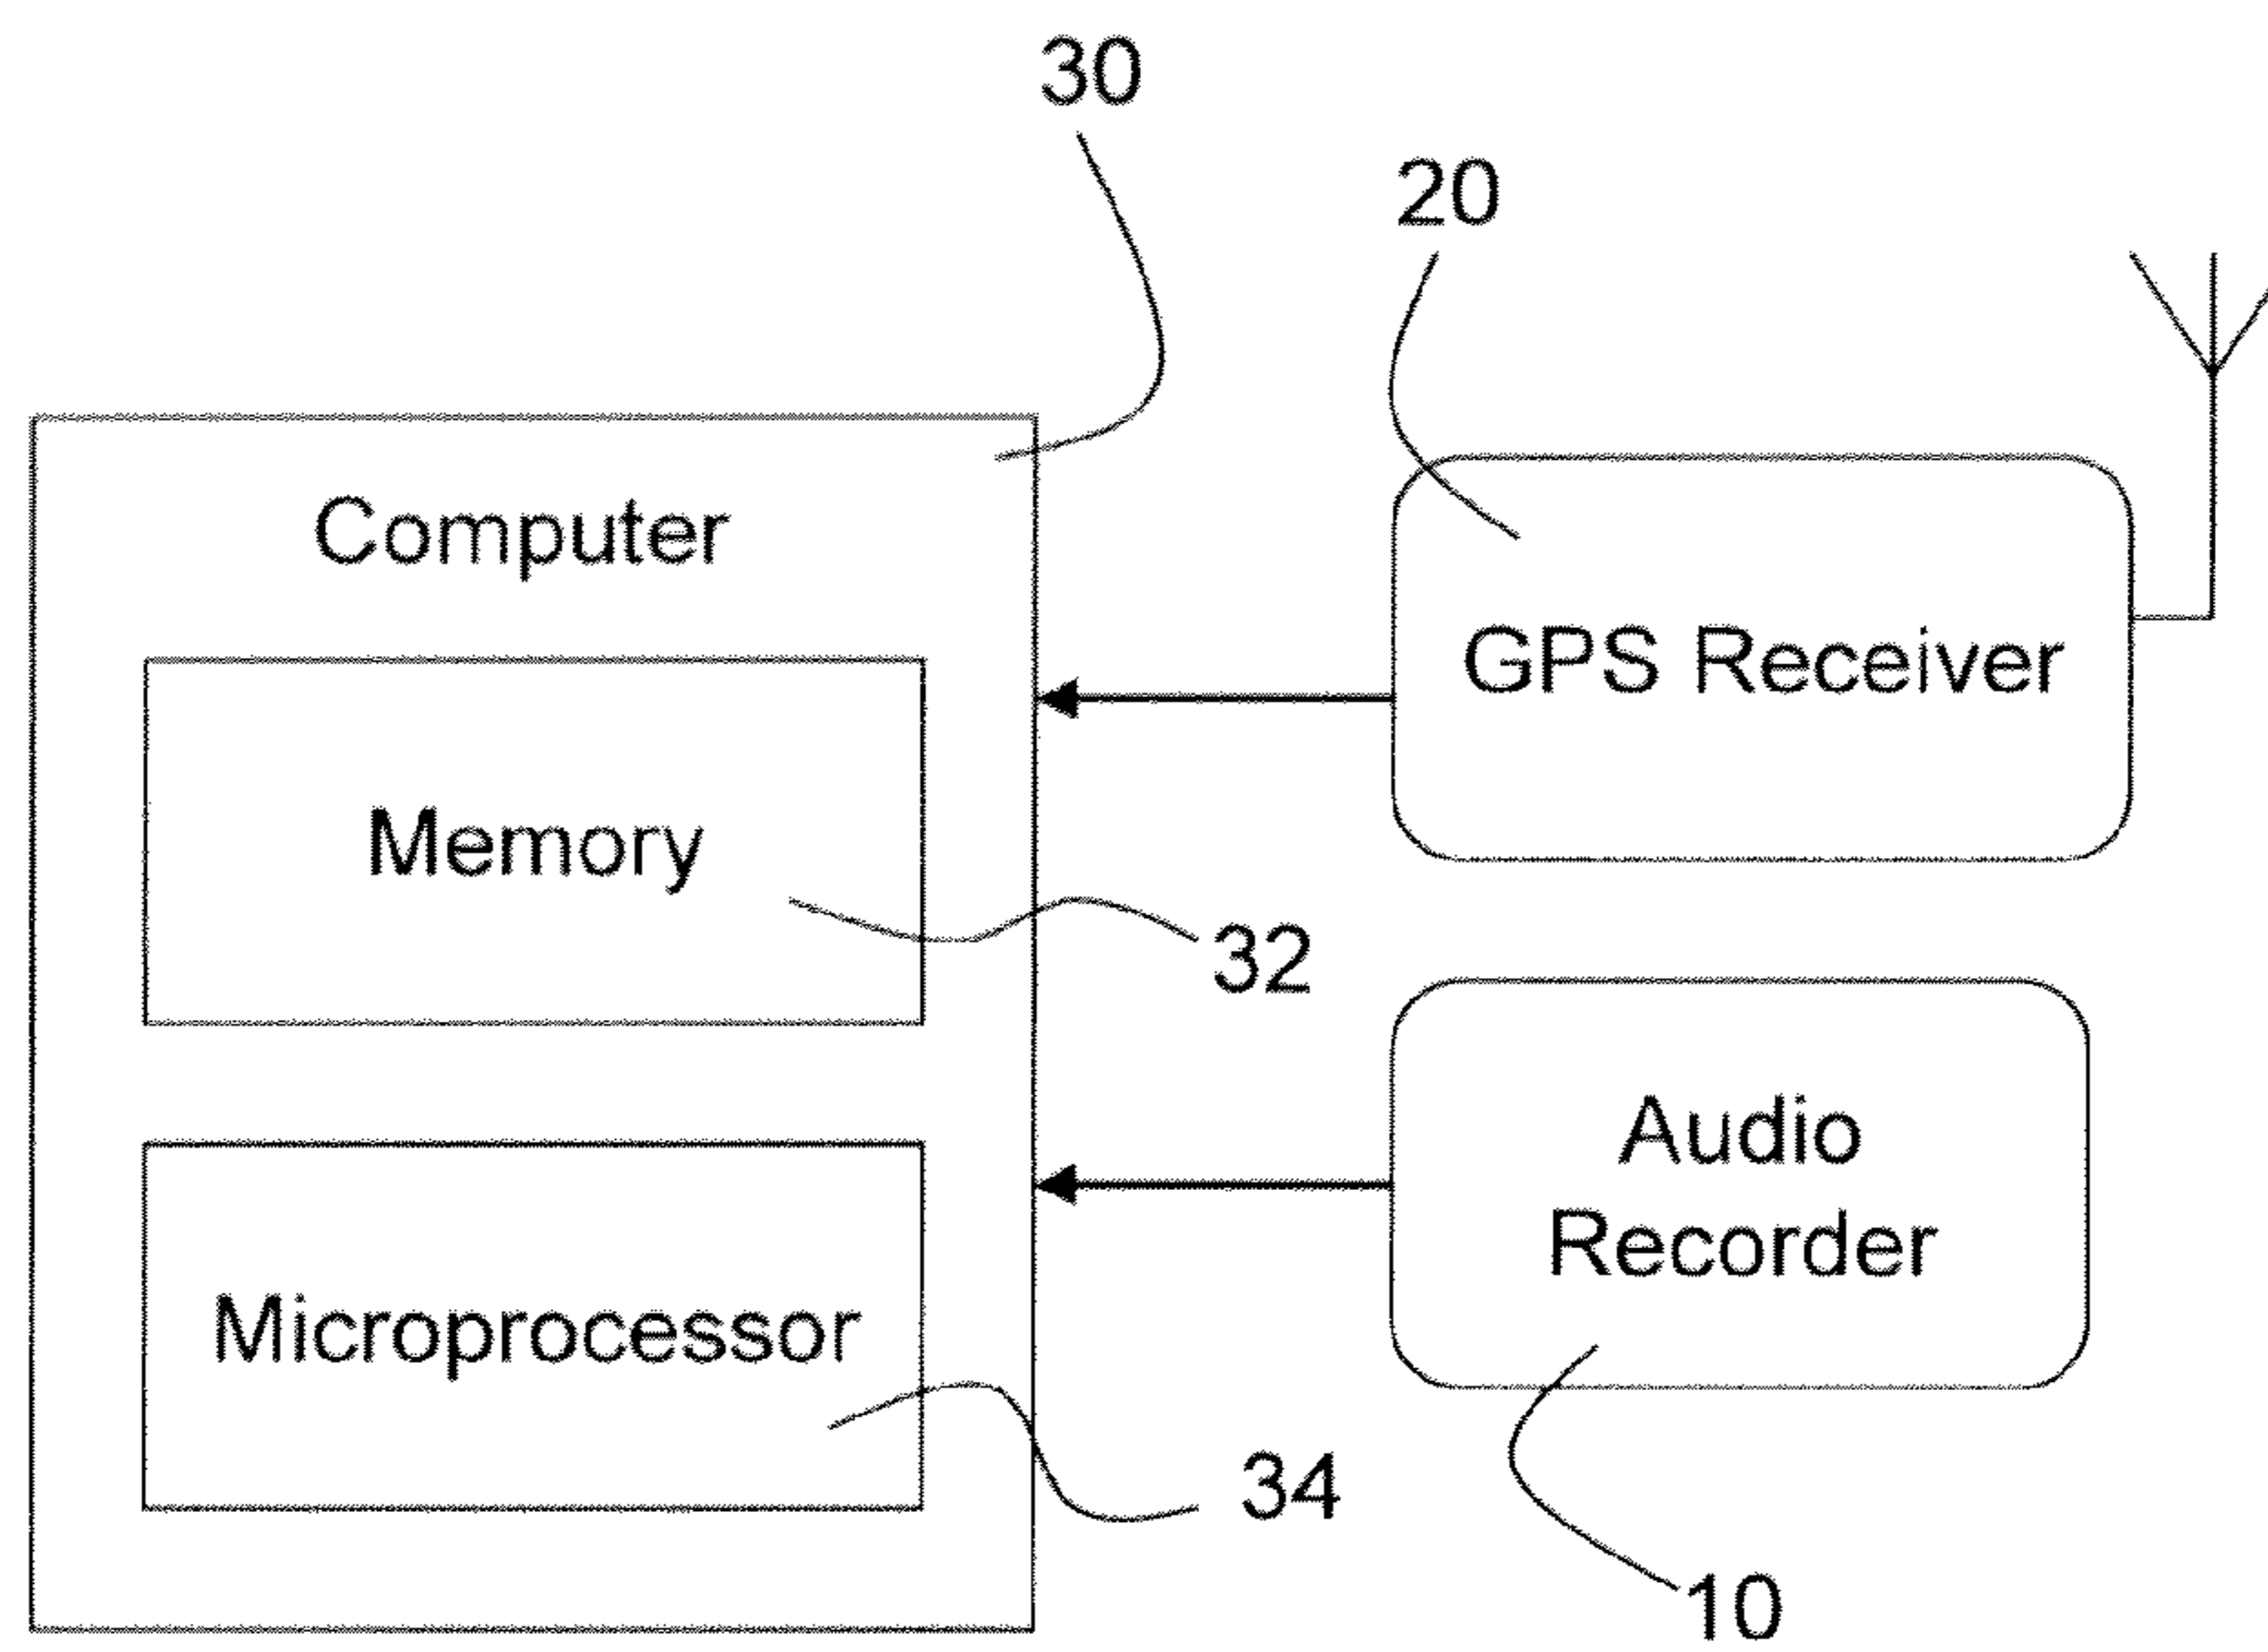 30
20
Computer
GPS Receiver
Memory
32
Audio
Recorder
Microprocessor
34
10